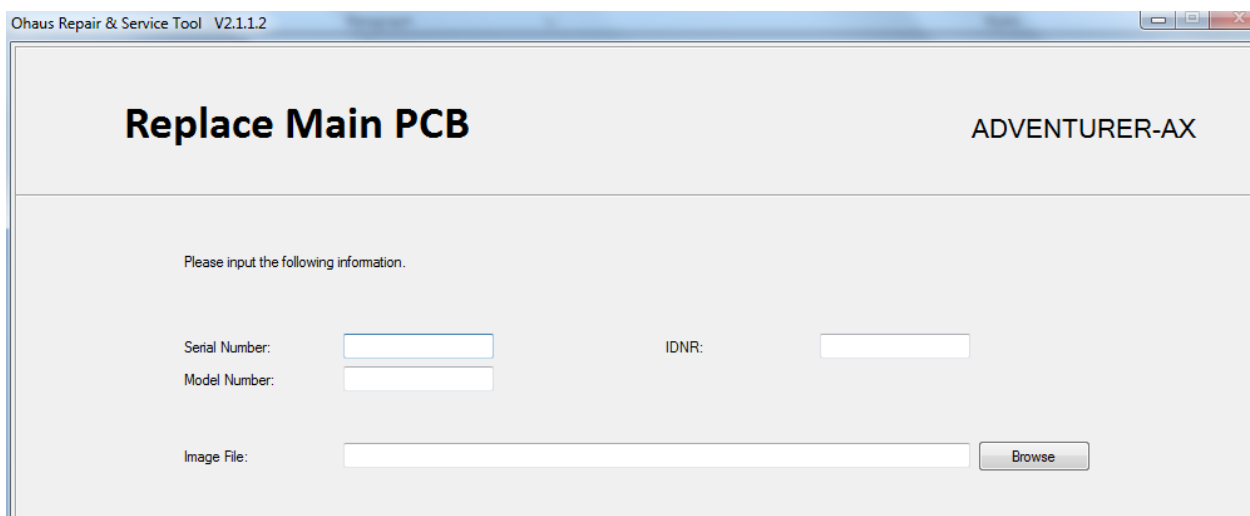 Ohaus Repair & Service Tool V2.1.1.2
Replace Main PCB
ADVENTURER-AX
Please input the following information.
Serial Number:
IDNR:
Model Number:
Image File:
Browse